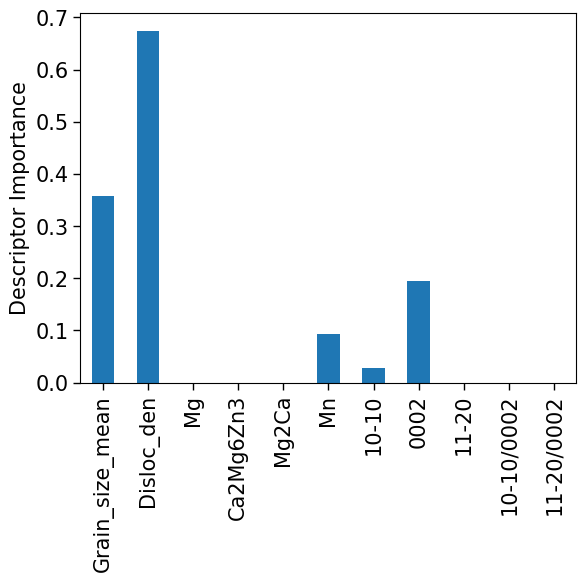 0.7
0.6
0.5
0.4
0.3
0.2
0.1
0.0
Descriptor Importance
Grain_size_mean
Disloc_den
Mg
Ca2Mg6Zn3
Mg2Ca
Mn
10-10
0002
11-20
10-10/0002
11-20/0002